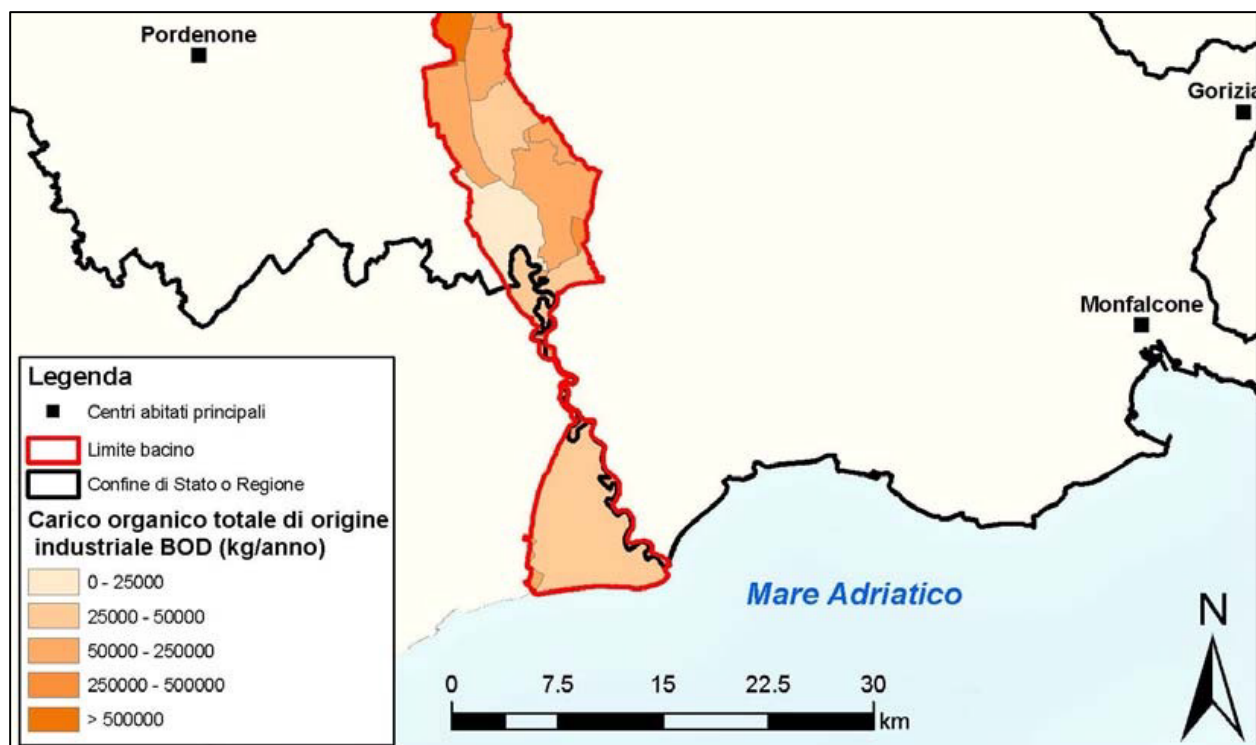 Pordenone
Gorizia
Monfalcone
Legenda
Centri abitati principali
Limite bacino
Confine di Stato o Regione
Carico organico totale di origine
industriale BOD (kg/anno)
0 - 25000
25000 - 50000
50000 - 250000
250000 - 500000
> 500000
Mare Adriatico
N
0 7.5 15 22.5 30
km